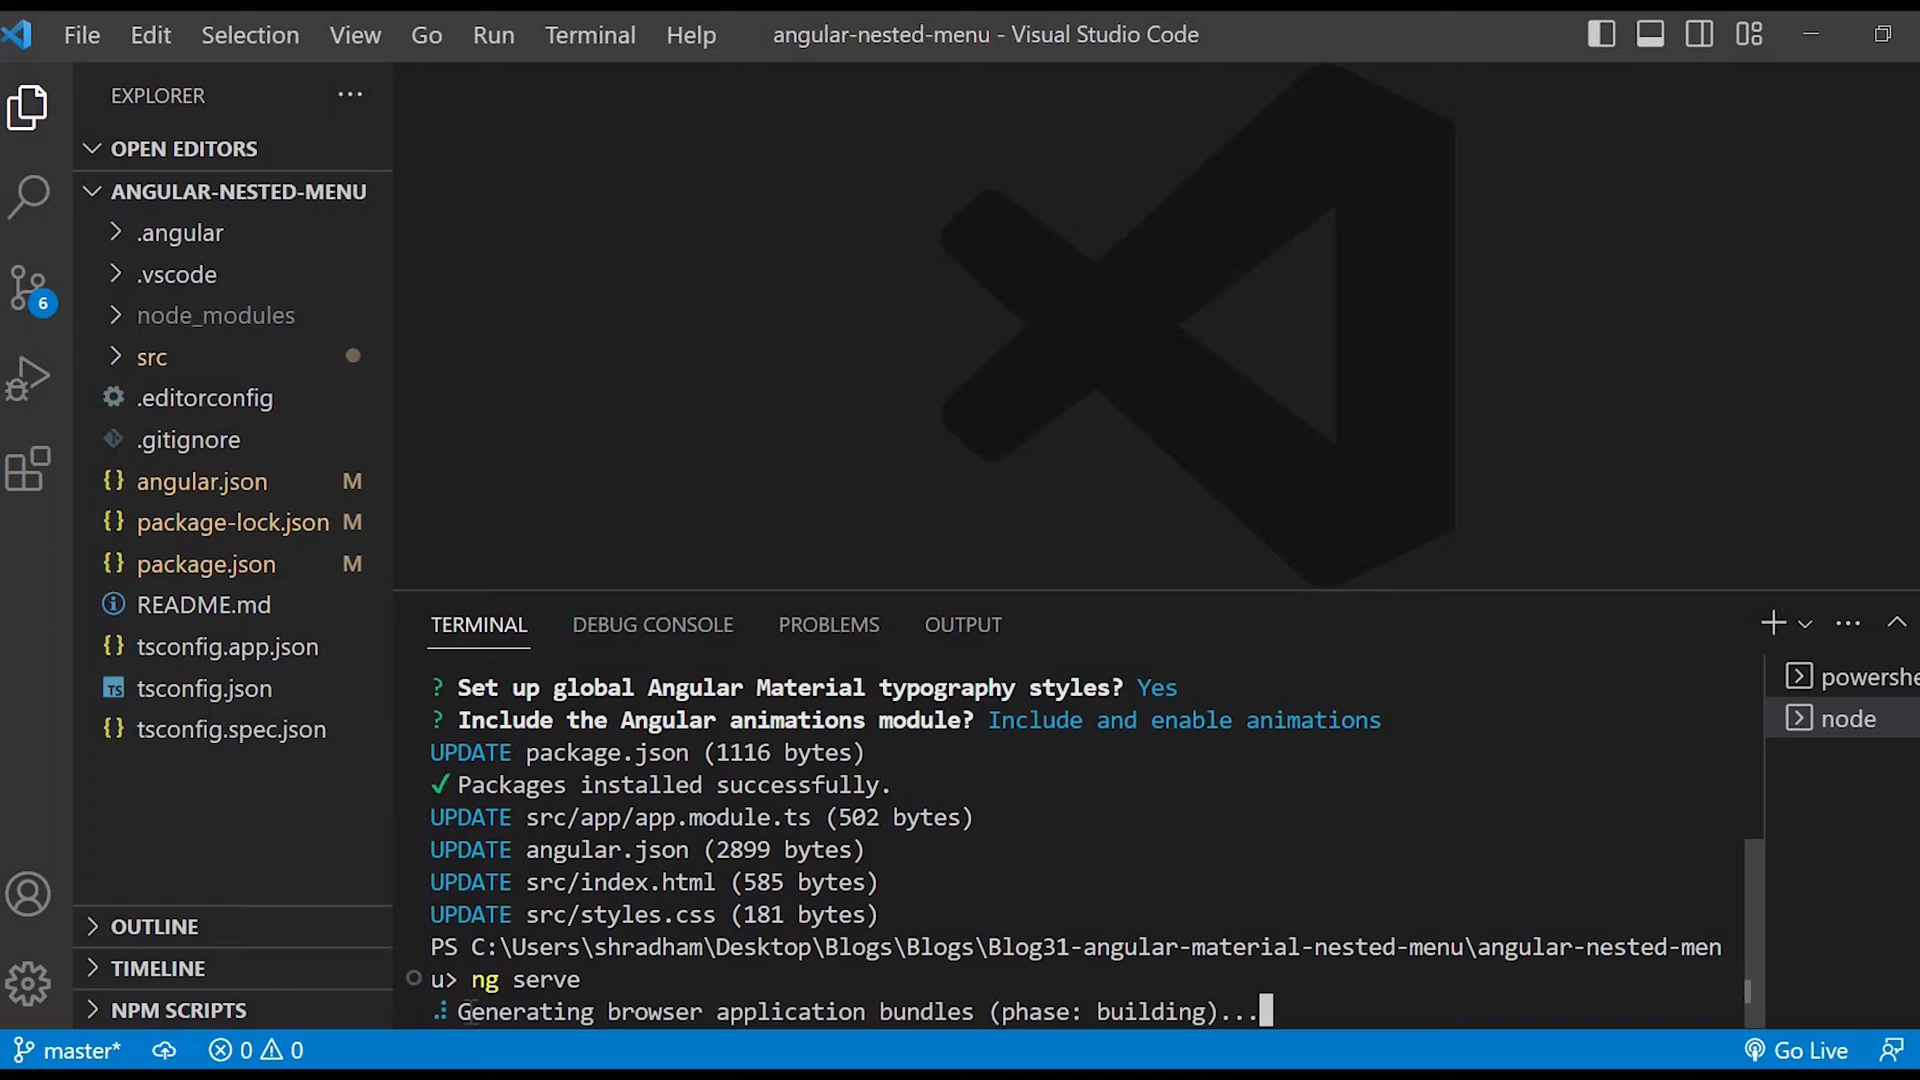 File Edit Selection View Go Run Terminal Help angular-nested-menu - Visual Studio Code
EXPLORER
OPEN EDITORS
ANGULAR-NESTED-MENU
.angular
.vscode
node_modules
src
.editorconfig
.gitignore
angular.json M
package-lock.json M
package.json M
README.md
tsconfig.app.json
TS tsconfig.json
tsconfig.spec.json
6
OUTLINE
TIMELINE
NPM SCRIPTS
TERMINAL DEBUG CONSOLE PROBLEMS OUTPUT
? Set up global Angular Material typography styles? Yes
? Include the Angular animations module? Include and enable animations
UPDATE package.json (1116 bytes)
✓ Packages installed successfully.
UPDATE src/app/app.module.ts (502 bytes)
UPDATE angular.json (2899 bytes)
UPDATE src/index.html (585 bytes)
UPDATE src/styles.css (181 bytes)
PS C:\Users\shradham\Desktop\Blogs\Blogs\Blog31-angular-material-nested-menu\angular-nested-men
u> ng serve
Generating browser application bundles (phase: building)...
powershe
node
master* 0 0 Go Live